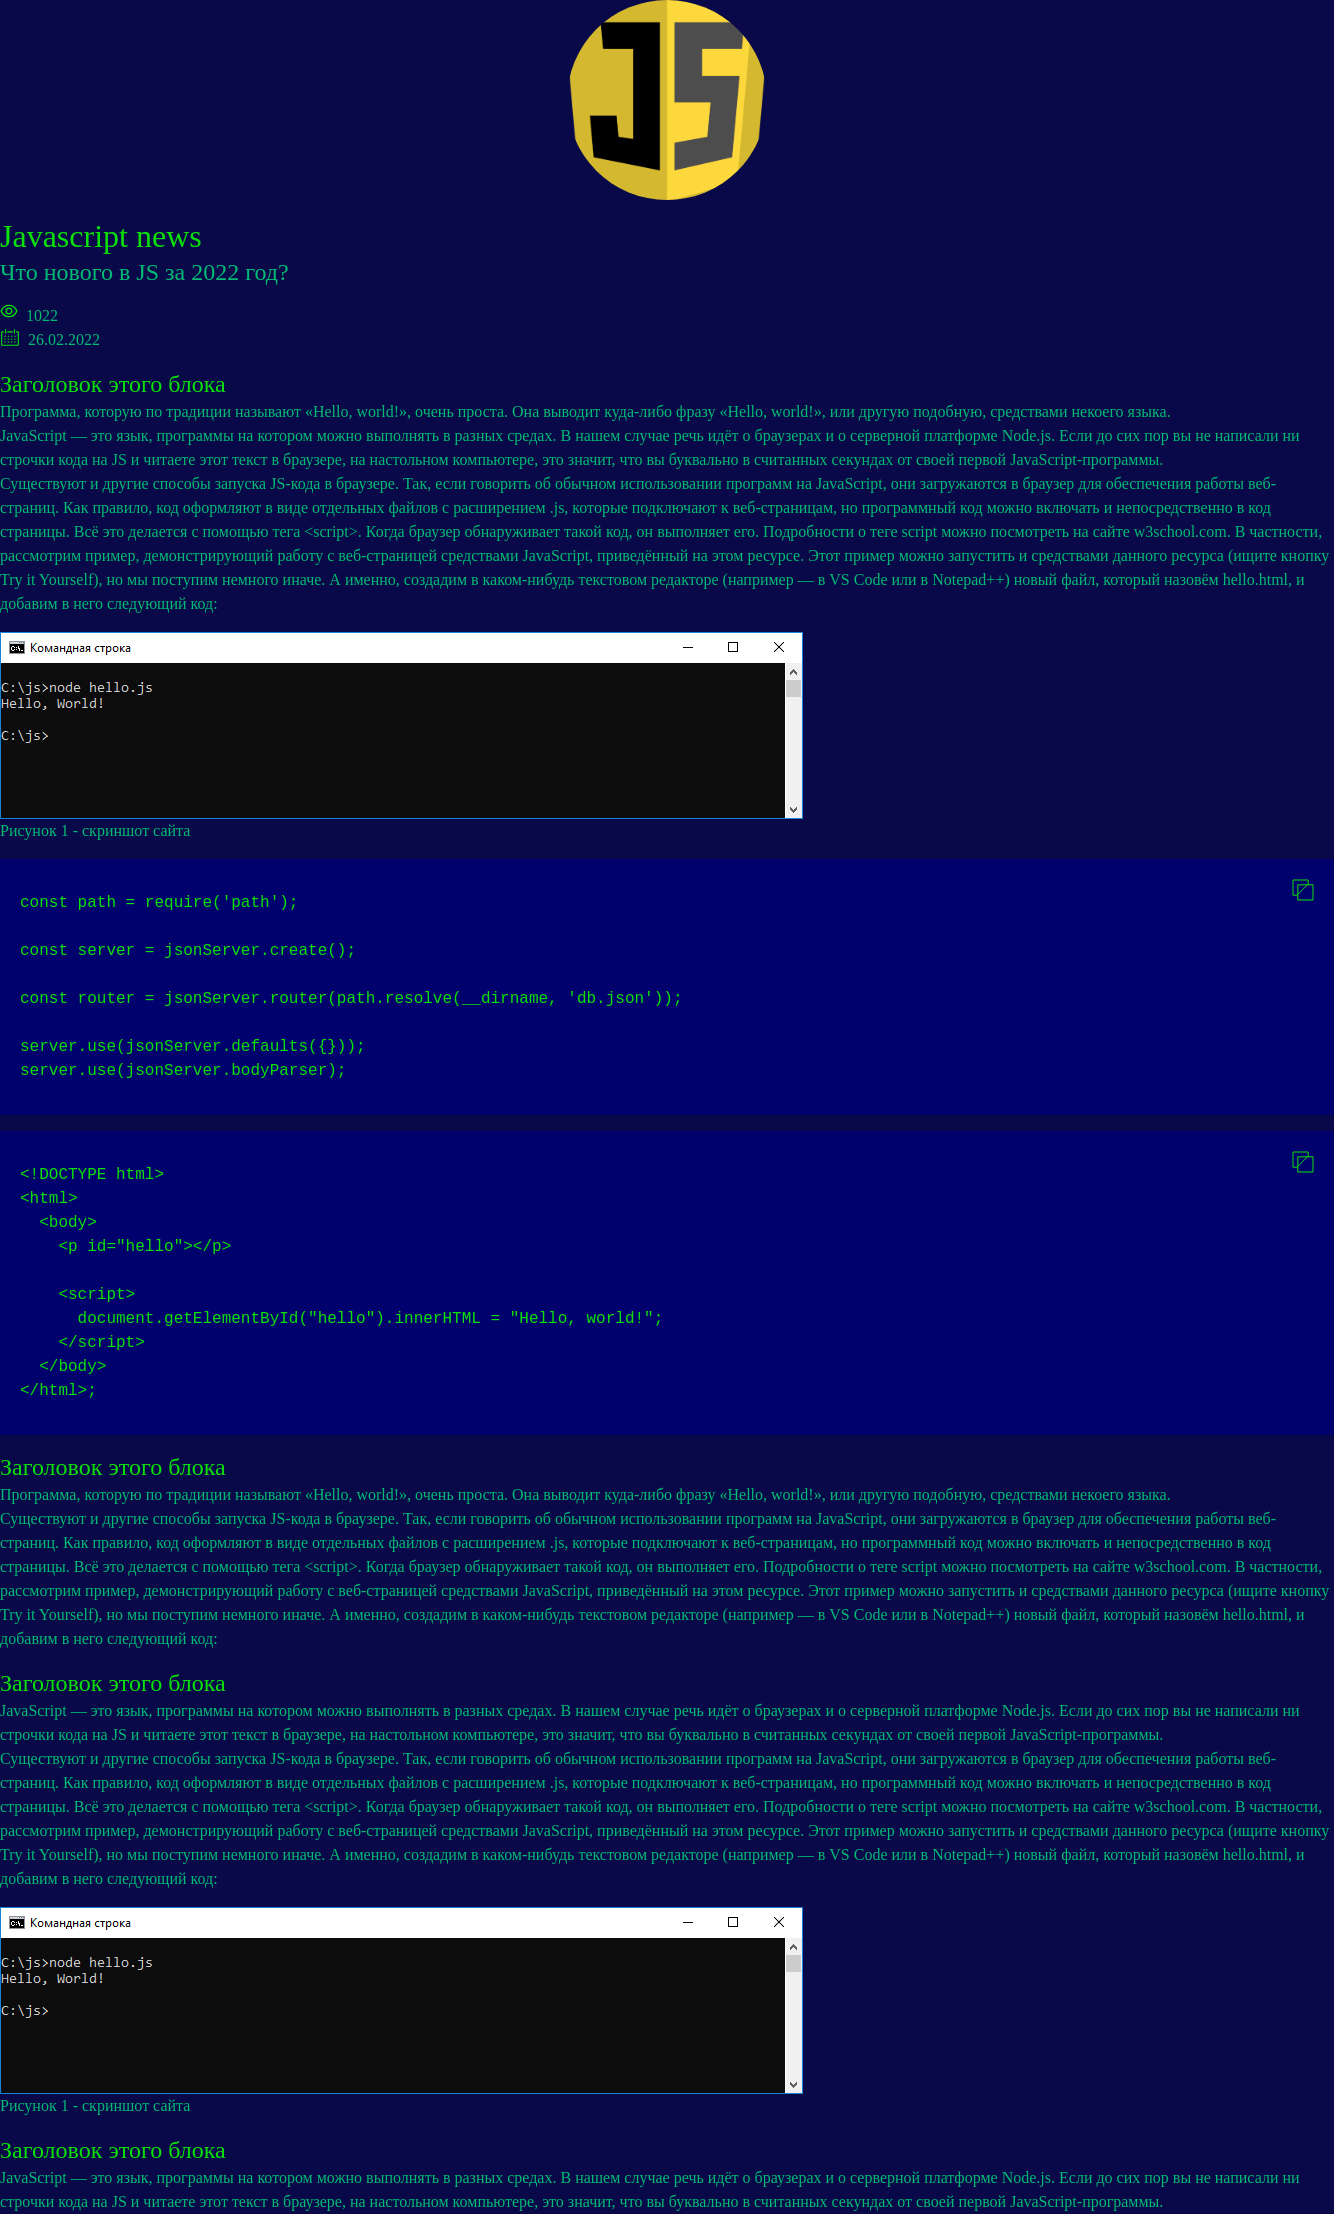 JS
Javascript news
Что нового в JS за 2022 год?
1022
26.02.2022
Заголовок этого блока
Программа, которую по традиции называют «Hello, world!», очень проста. Она выводит куда-либо фразу «Hello, world!», или другую подобную, средствами некоего языка.
JavaScript — это язык, программы на котором можно выполнять в разных средах. В нашем случае речь идёт о браузерах и о серверной платформе Node.js. Если до сих пор вы не написали ни
строчки кода на JS и читаете этот текст в браузере, на настольном компьютере, это значит, что вы буквально в считанных секундах от своей первой JavaScript-программы.
Существуют и другие способы запуска JS-кода в браузере. Так, если говорить об обычном использовании программ на JavaScript, они загружаются в браузер для обеспечения работы веб-
страниц. Как правило, код оформляют в виде отдельных файлов с расширением .js, которые подключают к веб-страницам, но программный код можно включать и непосредственно в код
страницы. Всё это делается с помощью тега <script>. Когда браузер обнаруживает такой код, он выполняет его. Подробности о теге script можно посмотреть на сайте w3school.com. В частности,
рассмотрим пример, демонстрирующий работу с веб-страницей средствами JavaScript, приведённый на этом ресурсе. Этот пример можно запустить и средствами данного ресурса (ищите кнопку
Try it Yourself), но мы поступим немного иначе. А именно, создадим в каком-нибудь текстовом редакторе (например — в VS Code или в Notepad++) новый файл, который назовём hello.html, и
добавим в него следующий код:
Командная строка
C:\js>node hello.js
Hello, World!
C:\js>
Рисунок 1 - скриншот сайта
const path = require('path');
const server = jsonServer.create();
const router = jsonServer.router(path.resolve(__dirname, 'db.json'));
server.use(jsonServer.defaults({}));
server.use(jsonServer.bodyParser);
<!DOCTYPE html>
<html>
  <body>
    <p id="hello"></p>
    <script>
      document.getElementById("hello").innerHTML = "Hello, world!";
    </script>
  </body>
</html>;
Заголовок этого блока
Программа, которую по традиции называют «Hello, world!», очень проста. Она выводит куда-либо фразу «Hello, world!», или другую подобную, средствами некоего языка.
Существуют и другие способы запуска JS-кода в браузере. Так, если говорить об обычном использовании программ на JavaScript, они загружаются в браузер для обеспечения работы веб-
страниц. Как правило, код оформляют в виде отдельных файлов с расширением .js, которые подключают к веб-страницам, но программный код можно включать и непосредственно в код
страницы. Всё это делается с помощью тега <script>. Когда браузер обнаруживает такой код, он выполняет его. Подробности о теге script можно посмотреть на сайте w3school.com. В частности,
рассмотрим пример, демонстрирующий работу с веб-страницей средствами JavaScript, приведённый на этом ресурсе. Этот пример можно запустить и средствами данного ресурса (ищите кнопку
Try it Yourself), но мы поступим немного иначе. А именно, создадим в каком-нибудь текстовом редакторе (например — в VS Code или в Notepad++) новый файл, который назовём hello.html, и
добавим в него следующий код:
Заголовок этого блока
JavaScript — это язык, программы на котором можно выполнять в разных средах. В нашем случае речь идёт о браузерах и о серверной платформе Node.js. Если до сих пор вы не написали ни
строчки кода на JS и читаете этот текст в браузере, на настольном компьютере, это значит, что вы буквально в считанных секундах от своей первой JavaScript-программы.
Существуют и другие способы запуска JS-кода в браузере. Так, если говорить об обычном использовании программ на JavaScript, они загружаются в браузер для обеспечения работы веб-
страниц. Как правило, код оформляют в виде отдельных файлов с расширением .js, которые подключают к веб-страницам, но программный код можно включать и непосредственно в код
страницы. Всё это делается с помощью тега <script>. Когда браузер обнаруживает такой код, он выполняет его. Подробности о теге script можно посмотреть на сайте w3school.com. В частности,
рассмотрим пример, демонстрирующий работу с веб-страницей средствами JavaScript, приведённый на этом ресурсе. Этот пример можно запустить и средствами данного ресурса (ищите кнопку
Try it Yourself), но мы поступим немного иначе. А именно, создадим в каком-нибудь текстовом редакторе (например — в VS Code или в Notepad++) новый файл, который назовём hello.html, и
добавим в него следующий код:
Командная строка
C:\js>node hello.js
Hello, World!
C:\js>
Рисунок 1 - скриншот сайта
Заголовок этого блока
JavaScript — это язык, программы на котором можно выполнять в разных средах. В нашем случае речь идёт о браузерах и о серверной платформе Node.js. Если до сих пор вы не написали ни
строчки кода на JS и читаете этот текст в браузере, на настольном компьютере, это значит, что вы буквально в считанных секундах от своей первой JavaScript-программы.